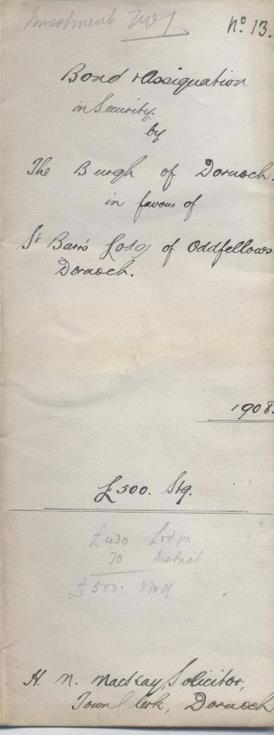 Investment No 1
No. 13.
Bond & Assignation
in Security
by
The Burgh of Dornoch.
in favour of
St Barr's Lodge of Oddfellows
Dornoch.
1908.
£500. Stg.
£430 Lodge
70 District
£500.
H. N. Mackay, Solicitor,
Town Clerk, Dornoch